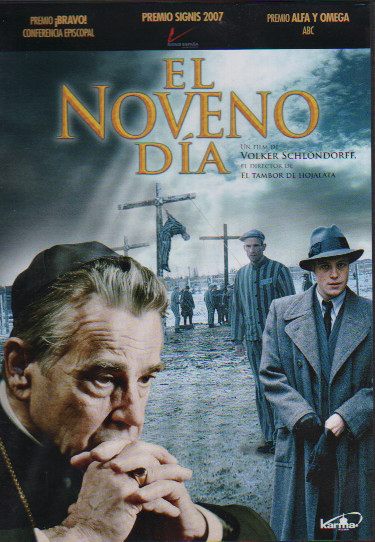 PREMIO ¡BRAVO!
CONFERENCIA EPISCOPAL
PREMIO SIGNIS 2007
PREMIO ALFA Y OMEGA
ABC
EL
NOVENO
DÍA
UN FILM DE
VOLKER SCHLÖNDORFF,
EL DIRECTOR DE
EL TAMBOR DE HOJALATA
karma